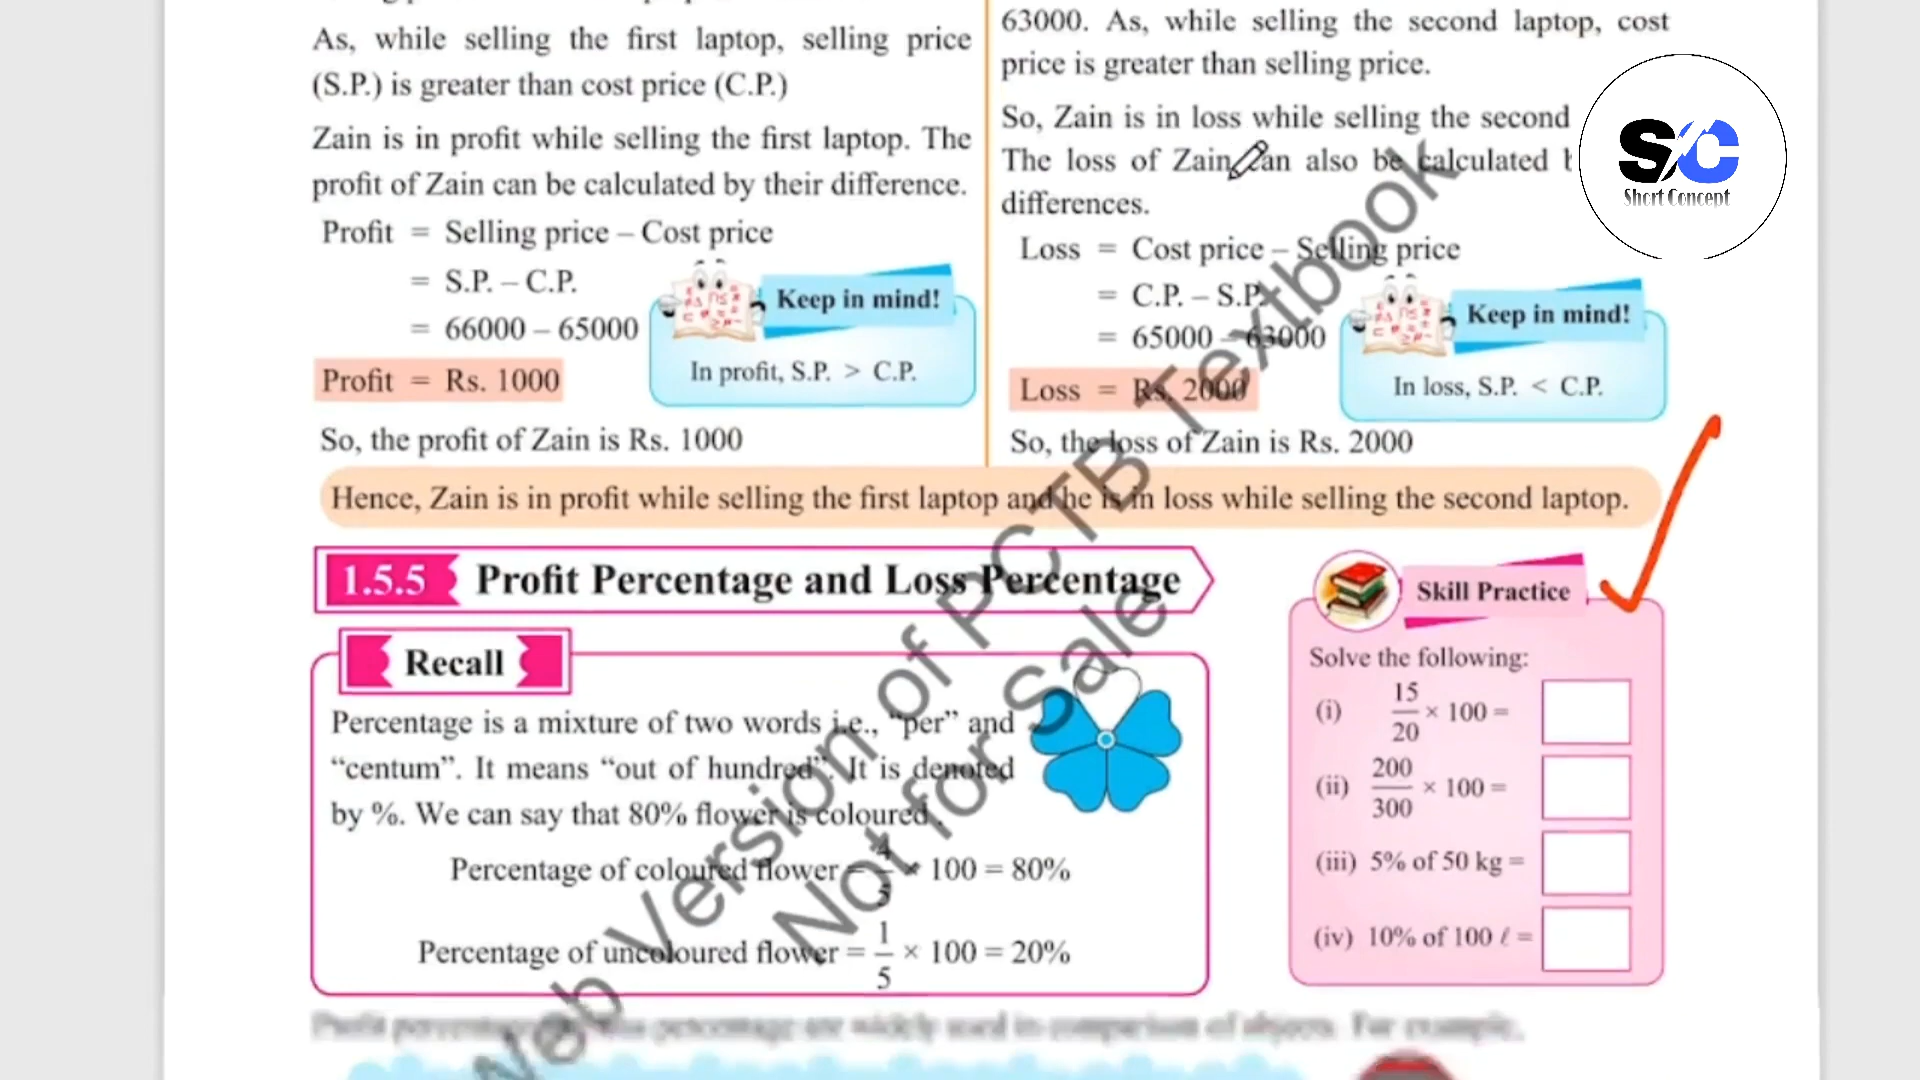 As, while selling the first laptop, selling price
(S.P.) is greater than cost price (C.P.)
Zain is in profit while selling the first laptop. The
profit of Zain can be calculated by their difference.
Profit = Selling price – Cost price
= S.P. – C.P.
= 66000 – 65000
Profit = Rs. 1000
Keep in mind!
In profit, S.P. > C.P.
So, the profit of Zain is Rs. 1000
63000. As, while selling the second laptop, cost
price is greater than selling price.
So, Zain is in loss while selling the second
The loss of Zain can also be calculated
differences.
Loss = Cost price – Selling price
= C.P. – S.P.
= 65000 – 63000
Loss = Rs. 2000
Keep in mind!
In loss, S.P. < C.P.
So, the loss of Zain is Rs. 2000
S/C
Short Concept
Hence, Zain is in profit while selling the first laptop and he is in loss while selling the second laptop.
1.5.5 Profit Percentage and Loss Percentage
Recall
Percentage is a mixture of two words i.e., “per” and
“centum”. It means “out of hundred”. It is denoted
by %. We can say that 80% flower is coloured.
Percentage of coloured flower = 4/5 × 100 = 80%
Percentage of uncoloured flower = 1/5 × 100 = 20%
Skill Practice
Solve the following:
(i) 15/20 × 100 =
(ii) 200/300 × 100 =
(iii) 5% of 50 kg =
(iv) 10% of 100 ℓ =
Web Version of PCTB Textbook
Not for Sale